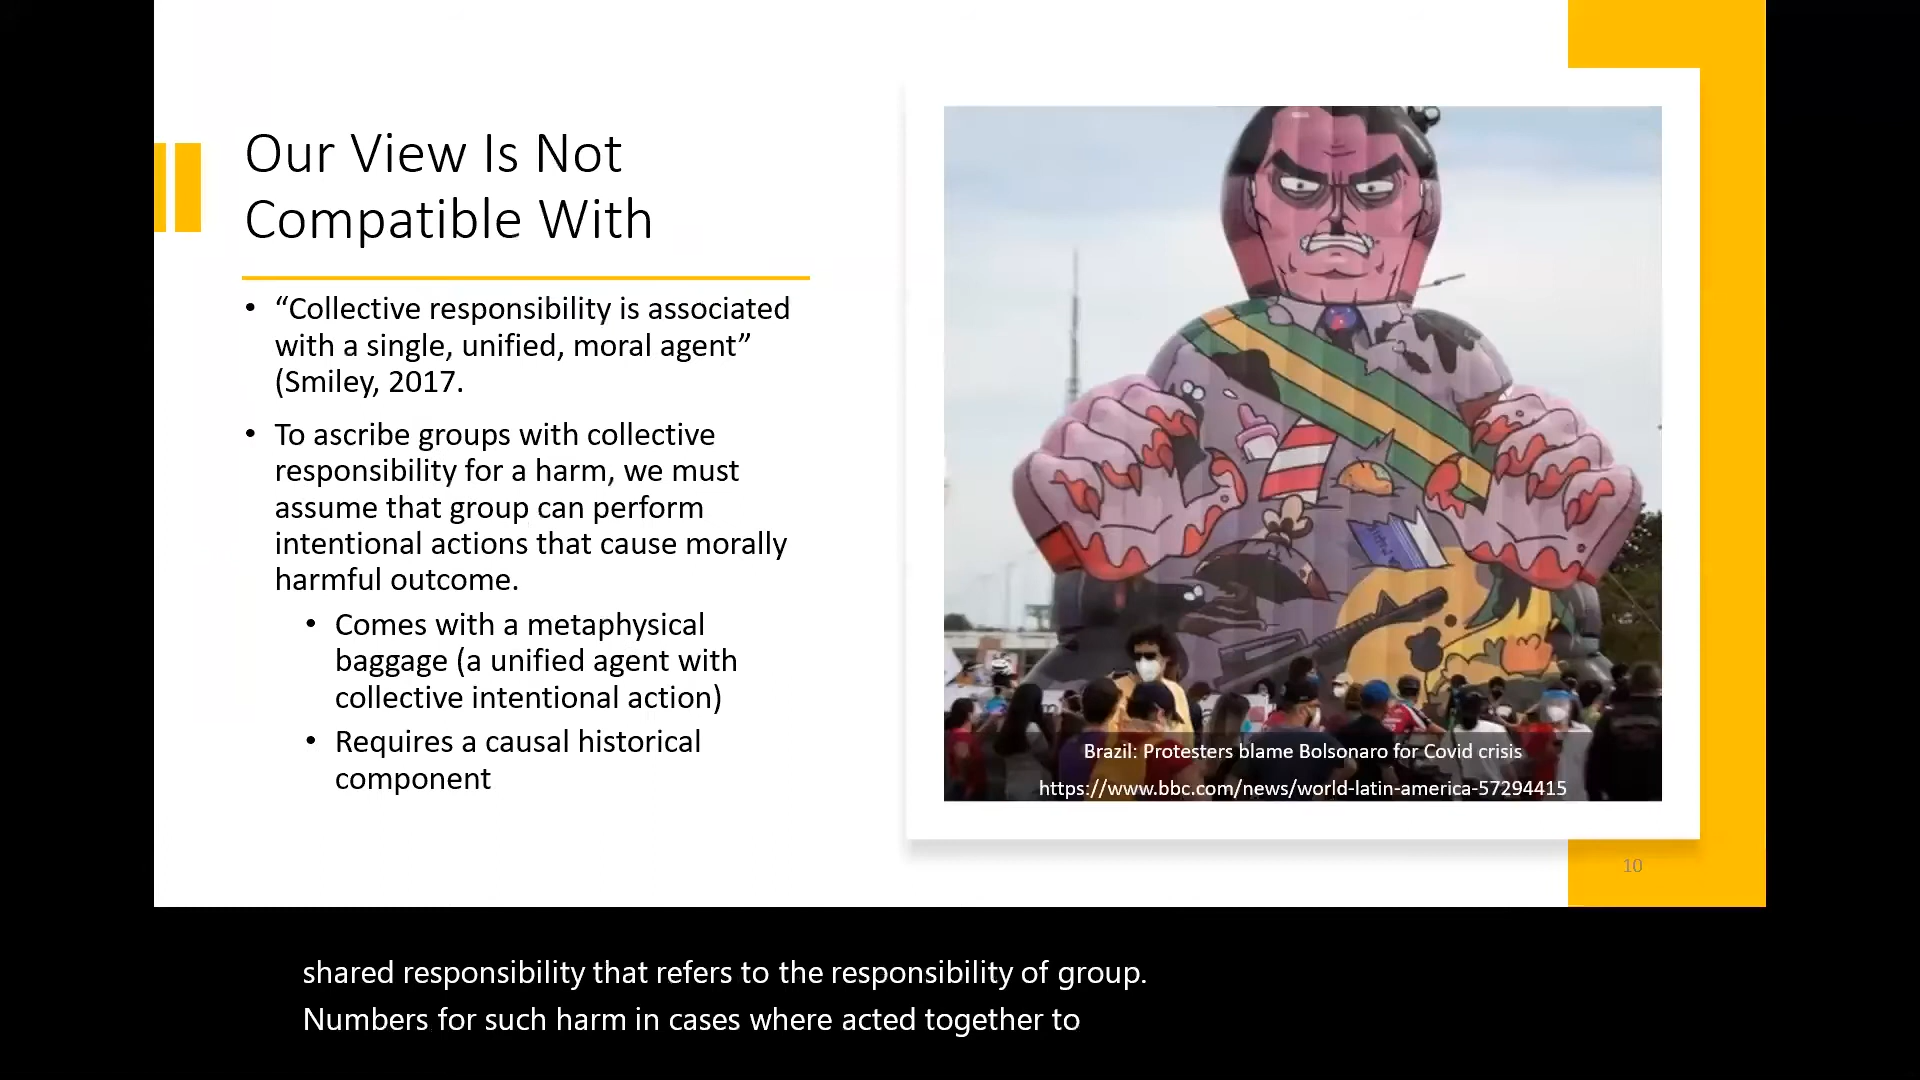 Our View Is Not
Compatible With
• “Collective responsibility is associated
with a single, unified, moral agent”
(Smiley, 2017.
• To ascribe groups with collective
responsibility for a harm, we must
assume that group can perform
intentional actions that cause morally
harmful outcome.
• Comes with a metaphysical
baggage (a unified agent with
collective intentional action)
• Requires a causal historical
component
Brazil: Protesters blame Bolsonaro for Covid crisis
https://www.bbc.com/news/world-latin-america-57294415
10
shared responsibility that refers to the responsibility of group.
Numbers for such harm in cases where acted together to